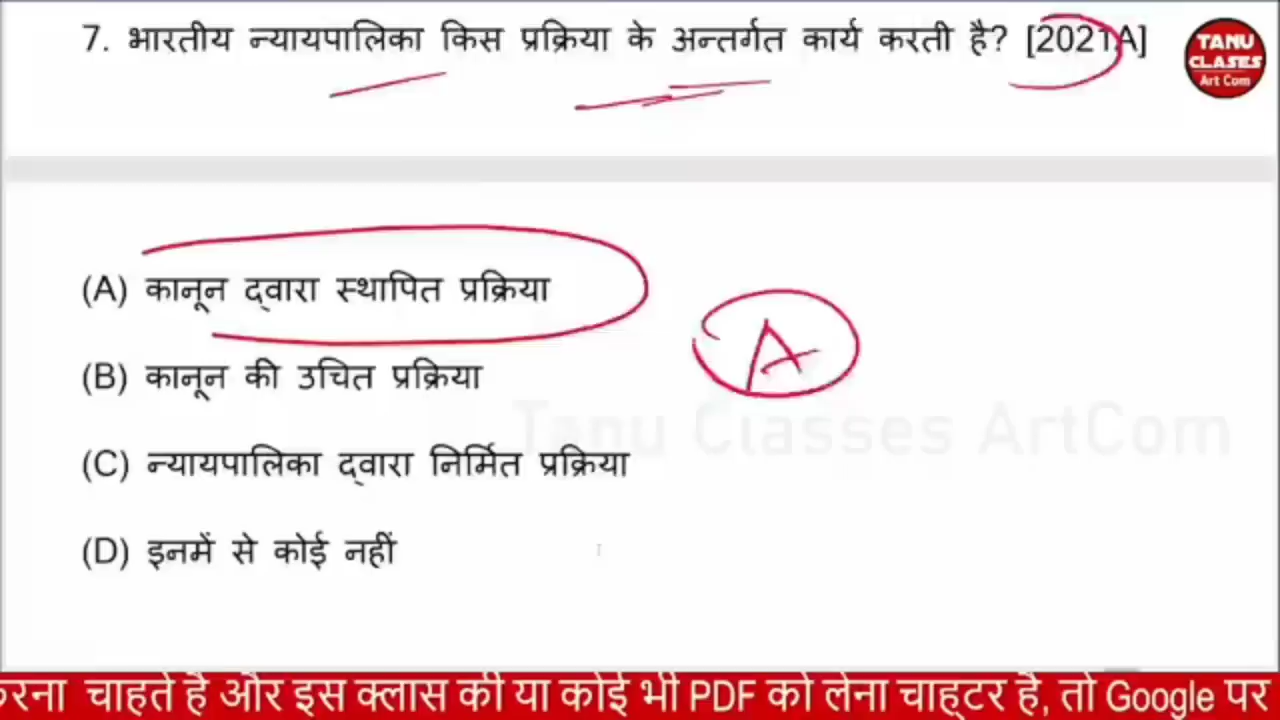 7. भारतीय न्यायपालिका किस प्रक्रिया के अन्तर्गत कार्य करती है? [2021A]
TANU
CLASES
Art Com
(A) कानून द्वारा स्थापित प्रक्रिया
A
(B) कानून की उचित प्रक्रिया
Tanu Classes ArtCom
(C) न्यायपालिका द्वारा निर्मित प्रक्रिया
(D) इनमें से कोई नहीं
करना चाहते है और इस क्लास की या कोई भी PDF को लेना चाह्टर है, तो Google पर